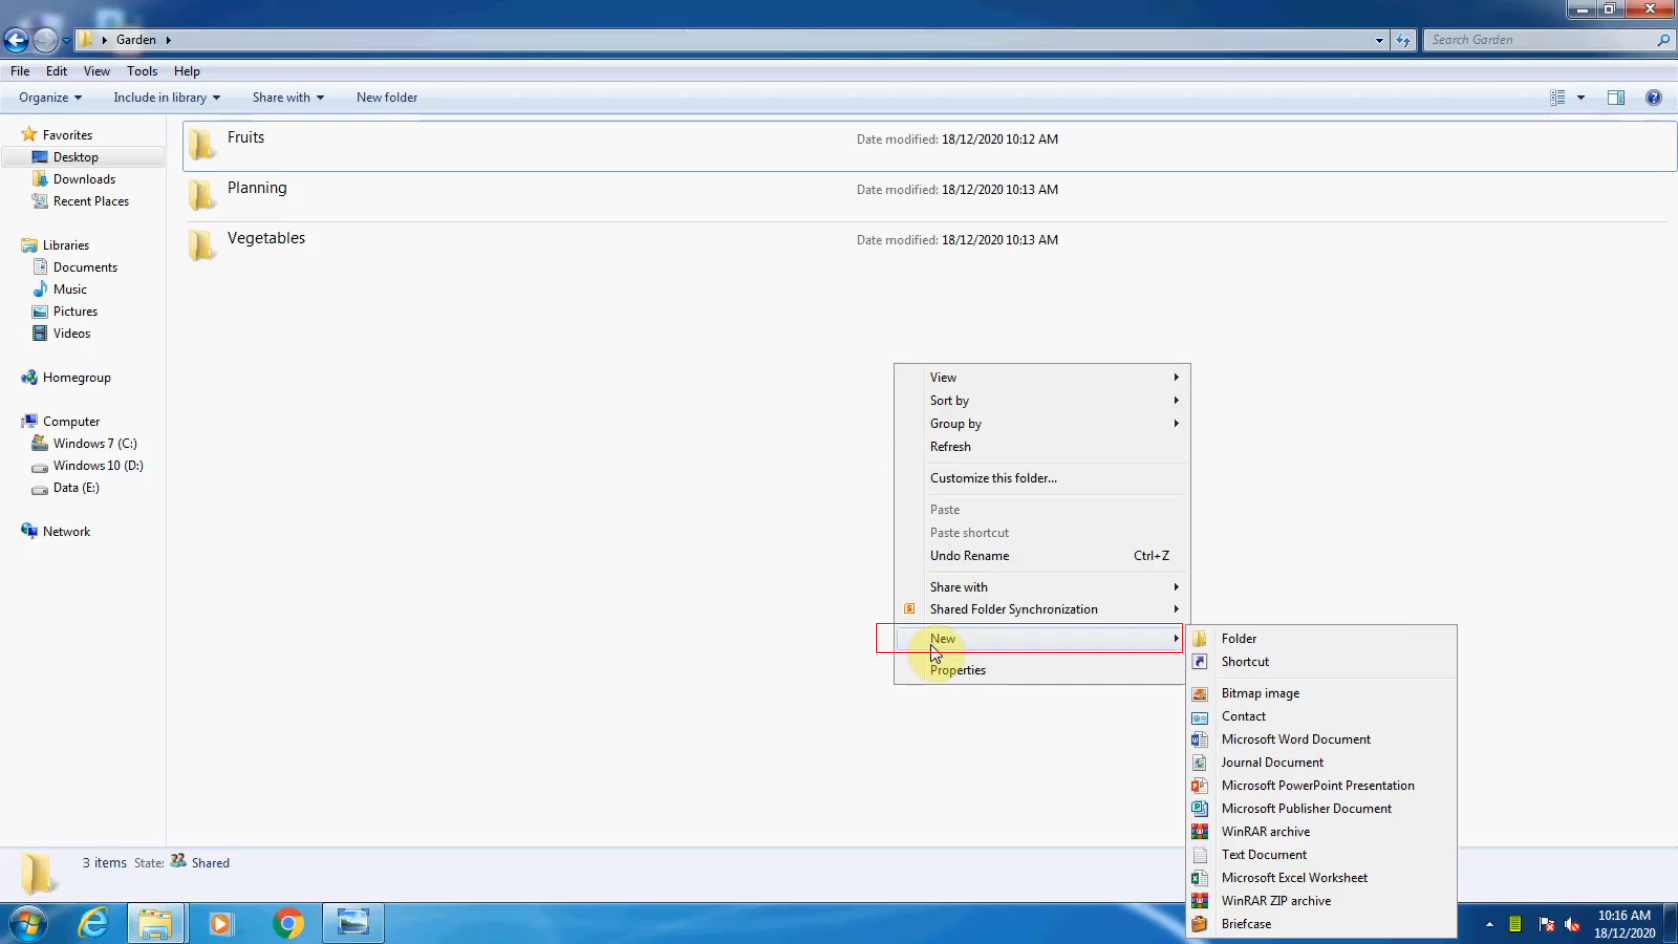 Garden
Search Garden
File Edit View Tools Help
Organize Include in library Share with New folder
Favorites
Desktop
Downloads
Recent Places
Libraries
Documents
Music
Pictures
Videos
Homegroup
Computer
Windows 7 (C:)
Windows 10 (D:)
Data (E:)
Network
Fruits Date modified: 18/12/2020 10:12 AM
Planning Date modified: 18/12/2020 10:13 AM
Vegetables Date modified: 18/12/2020 10:13 AM
View
Sort by
Group by
Refresh
Customize this folder...
Paste
Paste shortcut
Undo Rename Ctrl+Z
Share with
Shared Folder Synchronization
New
Properties
Folder
Shortcut
Bitmap image
Contact
Microsoft Word Document
Journal Document
Microsoft PowerPoint Presentation
Microsoft Publisher Document
WinRAR archive
Text Document
Microsoft Excel Worksheet
WinRAR ZIP archive
Briefcase
3 items State: Shared
10:16 AM
18/12/2020